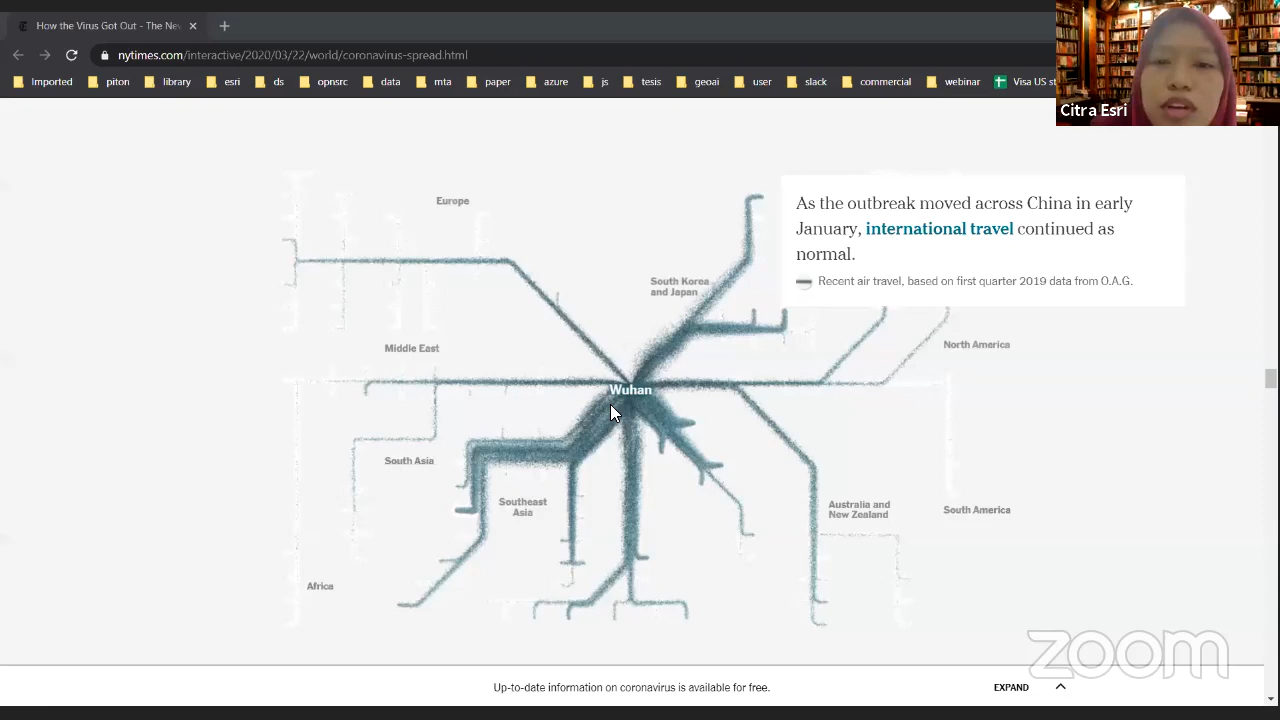 How the Virus Got Out - The Nev
nytimes.com/interactive/2020/03/22/world/coronavirus-spread.html
Imported
piton
library
esri
ds
opnsrc
data
mta
paper
r
js
tesis
geoai
user
slack
commercial
webinar
Visa US st
Citra Esri
As the outbreak moved across China in early
January, international travel continued as
normal.
Recent air travel, based on first quarter 2019 data from O.A.G.
Europe
South Korea
and Japan
Middle East
North America
Wuhan
South Asia
Southeast
Asia
Australia and
New Zealand
South America
Africa
zoom
Up-to-date information on coronavirus is available for free.
EXPAND